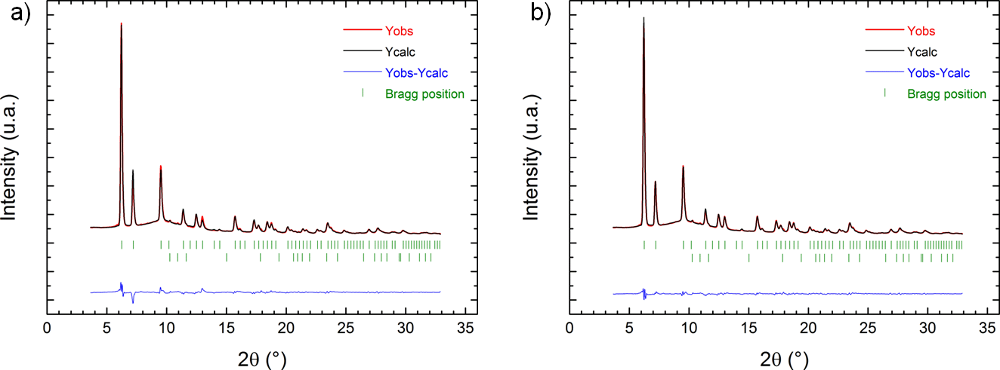 a)
Yobs
Ycalc
Yobs-Ycalc
Bragg position
Intensity (u.a.)
0 5 10 15 20 25 30 35
2θ (°)
b)
Yobs
Ycalc
Yobs-Ycalc
Bragg position
Intensity (u.a.)
0 5 10 15 20 25 30 35
2θ (°)